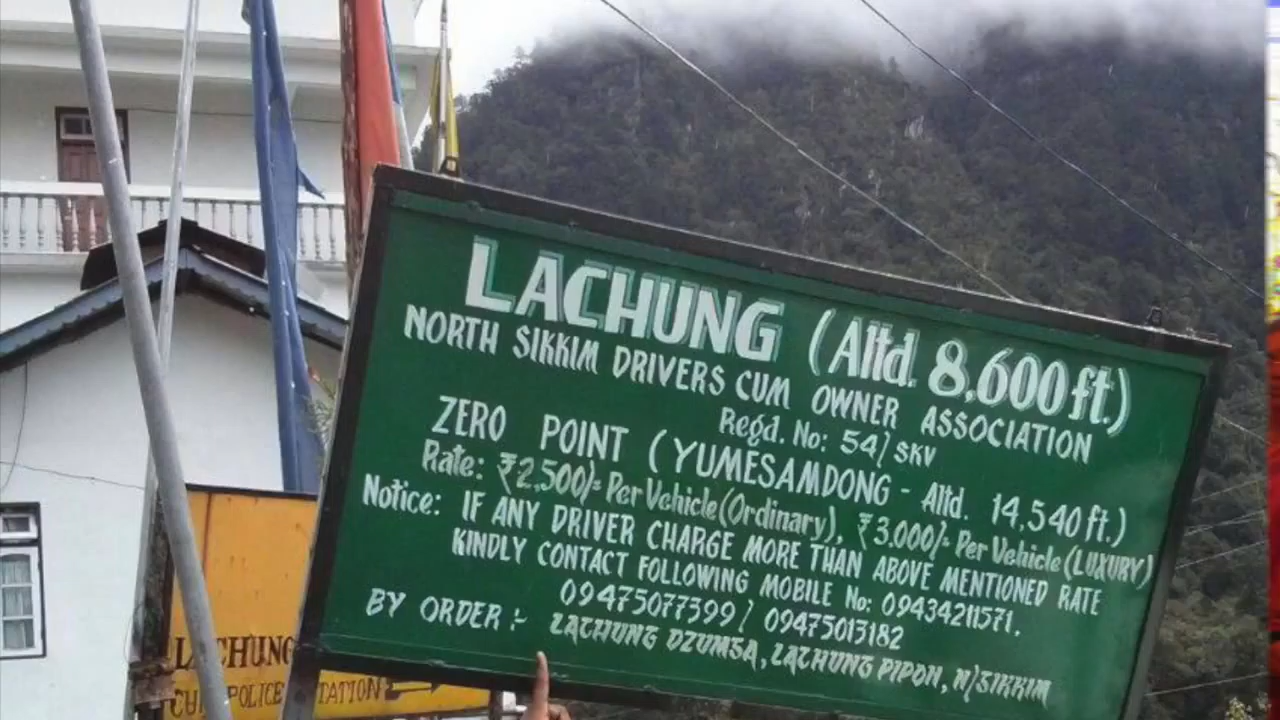 LACHUNG (Altd. 8,600 ft.)
NORTH SIKKIM DRIVERS CUM OWNER ASSOCIATION
Regd. No: 54/ SKV
ZERO POINT (YUMESAMDONG - Altd. 14,540 ft.)
Rate: ₹2,500/- Per Vehicle (Ordinary), ₹3,000/- Per Vehicle (LUXURY)
Notice: IF ANY DRIVER CHARGE MORE THAN ABOVE MENTIONED RATE
KINDLY CONTACT FOLLOWING MOBILE No: 09434211571.
09475077399 / 09475013182
BY ORDER :- LACHUNG DZUMSA, LACHUNG PIPON, N/SIKKIM
LACHUNG
POLICE STATION